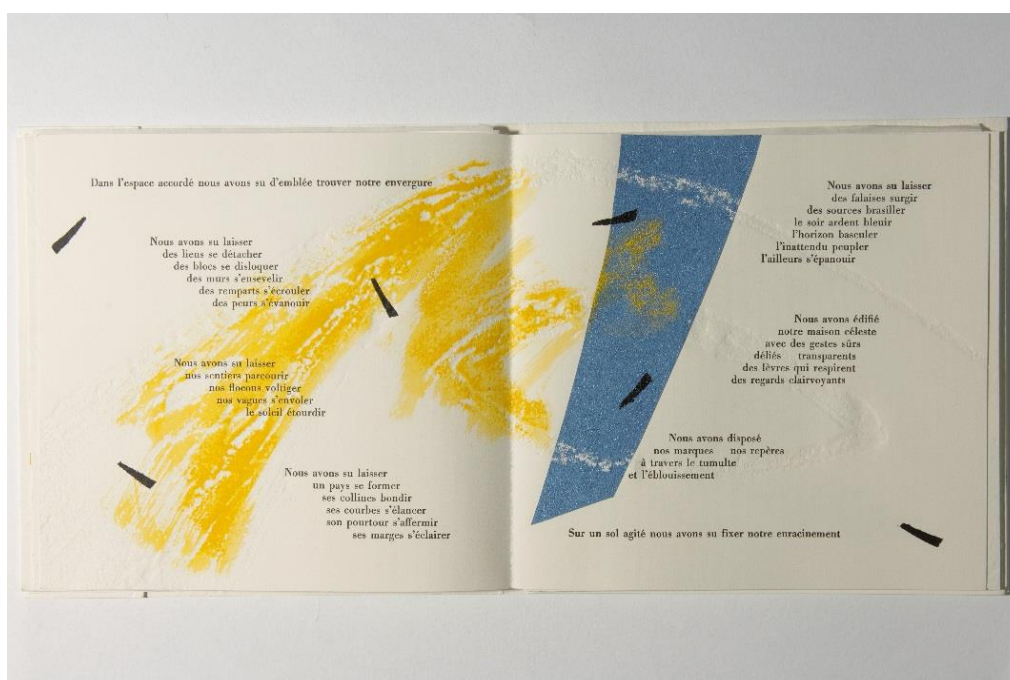 Dans l'espace accordé nous avons su d'emblée trouver notre envergure
Nous avons su laisser
des liens se détacher
des blocs se disloquer
des murs s'ensevelir
des remparts s'écrouler
des peurs s'évanouir
Nous avons su laisser
nos sentiers parcourir
nos flocons voltiger
nos vagues s'envoler
le soleil étourdir
Nous avons su laisser
un pays se former
ses collines bondir
ses courbes s'élancer
son pourtour s'affermir
ses marges s'éclairer
Nous avons su laisser
des falaises surgir
des sources brasiller
le soir ardent bleuir
l'horizon basculer
l'inattendu peupler
l'ailleurs s'épanouir
Nous avons édifié
notre maison céleste
avec des gestes sûrs
déliés transparents
des lèvres qui respirent
des regards clairvoyants
Nous avons disposé
nos marques nos repères
à travers le tumulte
et l'éblouissement
Sur un sol agité nous avons su fixer notre enracinement